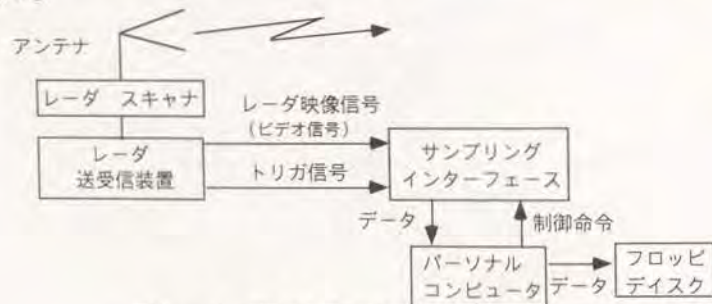 アンテナ
レーダ スキャナ
レーダ
送受信装置
レーダ映像信号
(ビデオ信号)
トリガ信号
サンプリング
インターフェース
データ
制御命令
パーソナル
コンピュータ
データ
フロッピ
デイスク